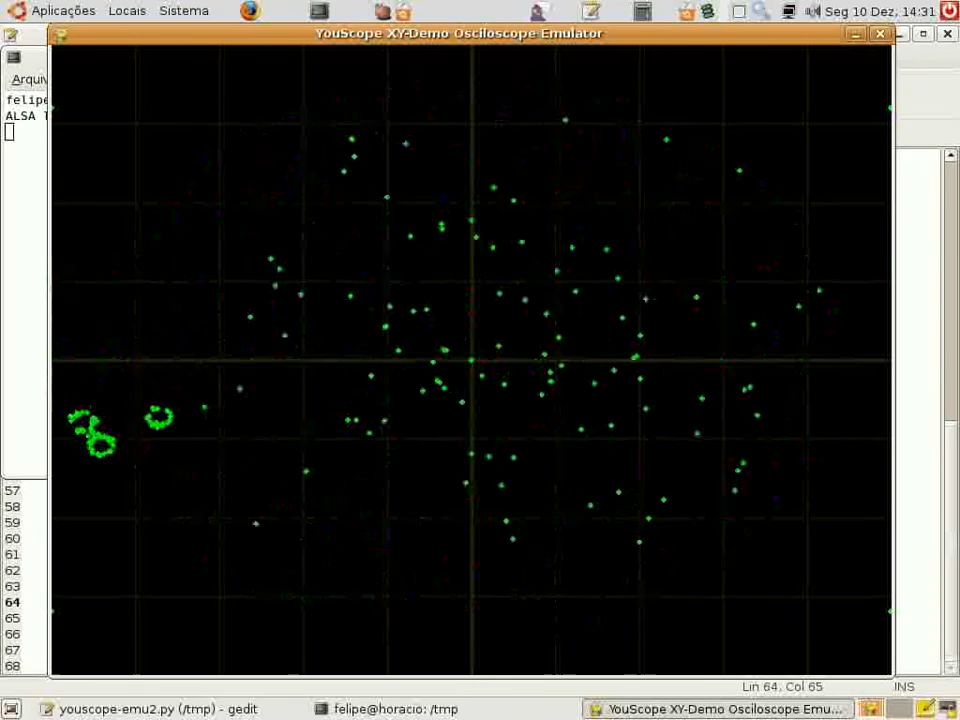 Aplicações Locais Sistema Seg 10 Dez, 14:31
YouScope XY-Demo Osciloscope Emulator
Arquiv
felipe
ALSA
57
58
59
60
61
62
63
64
65
66
67
68
Lin 64, Col 65 INS
youscope-emu2.py (/tmp) - gedit felipe@horacio: /tmp YouScope XY-Demo Osciloscope Emu...